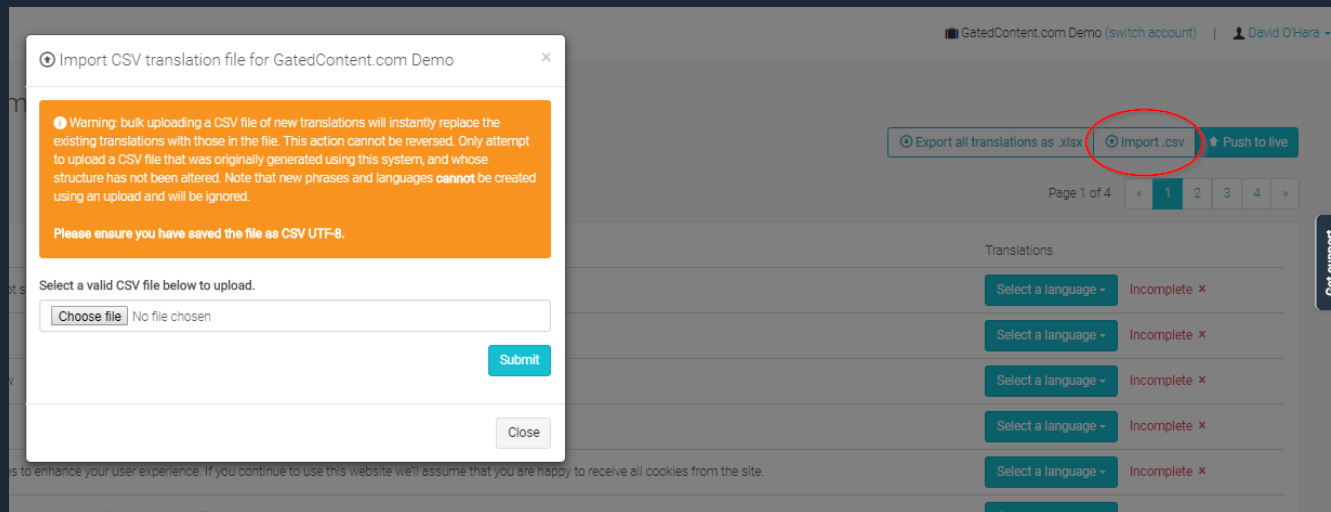 GatedContent.com Demo (switch account) | David O'Hara
Import CSV translation file for GatedContent.com Demo ×
Warning: bulk uploading a CSV file of new translations will instantly replace the
existing translations with those in the file. This action cannot be reversed. Only attempt
to upload a CSV file that was originally generated using this system, and whose
structure has not been altered. Note that new phrases and languages cannot be created
using an upload and will be ignored.
Please ensure you have saved the file as CSV UTF-8.
Select a valid CSV file below to upload.
Choose file No file chosen
Submit
Close
Export all translations as .xlsx Import .csv Push to live
Page 1 of 4 « 1 2 3 4 »
Translations
Select a language Incomplete ×
Select a language Incomplete ×
Select a language Incomplete ×
Select a language Incomplete ×
to enhance your user experience. If you continue to use this website we'll assume that you are happy to receive all cookies from the site.
Select a language Incomplete ×
Get support